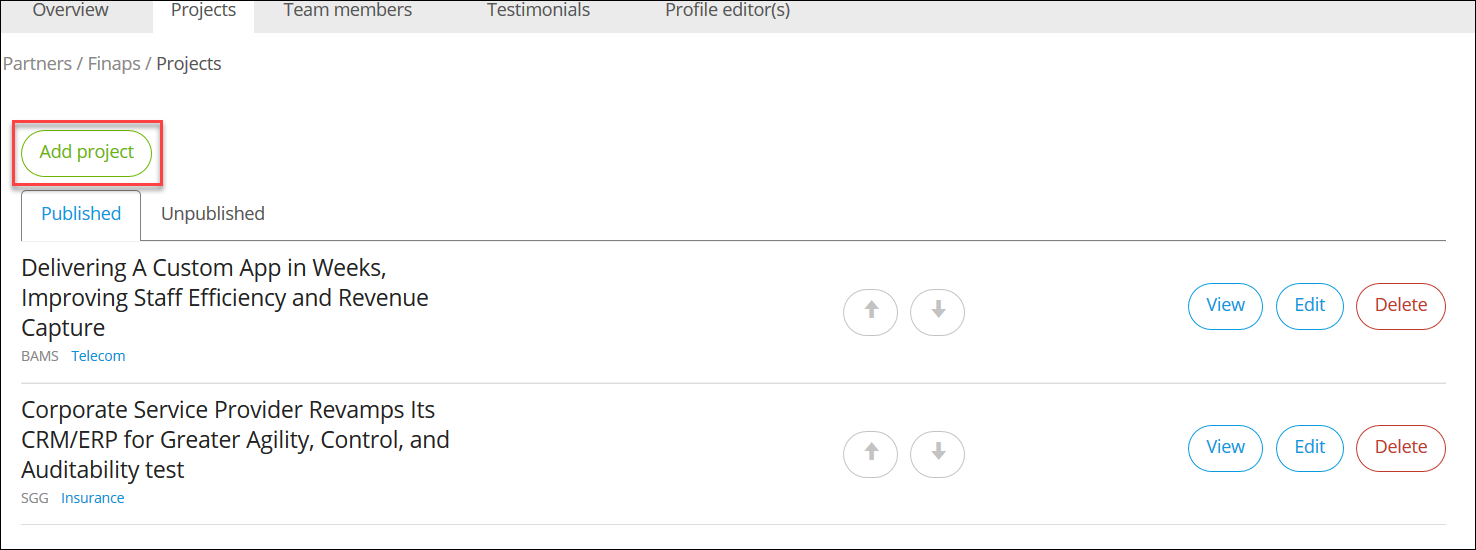 Overview Projects Team members Testimonials Profile editor(s)
Partners / Finaps / Projects
Add project
Published Unpublished
Delivering A Custom App in Weeks,
Improving Staff Efficiency and Revenue
Capture
BAMS Telecom
View Edit Delete
Corporate Service Provider Revamps Its
CRM/ERP for Greater Agility, Control, and
Auditability test
SGG Insurance
View Edit Delete